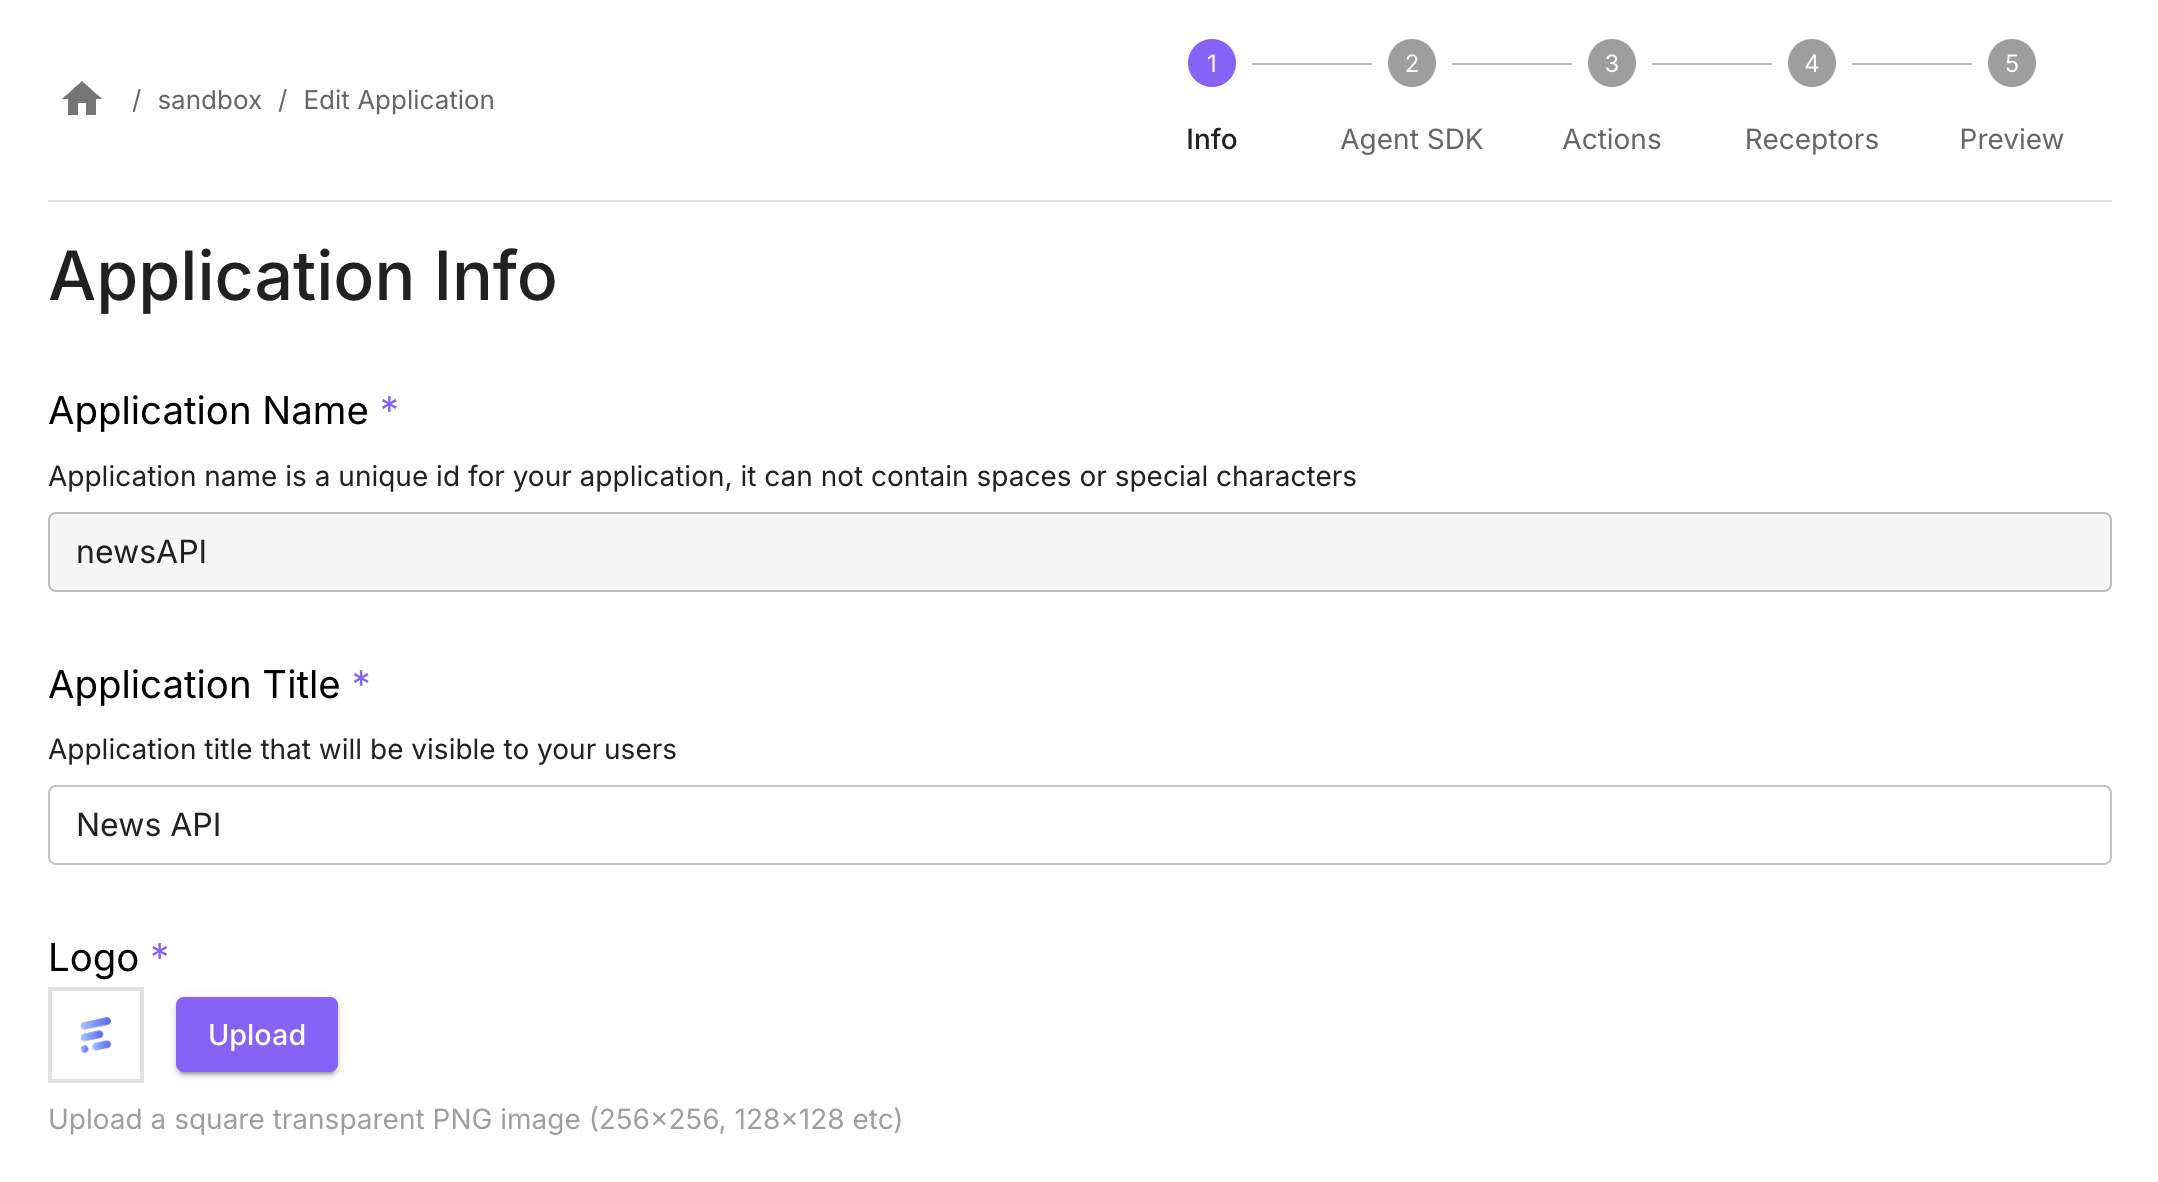 / sandbox / Edit Application
1 2 3 4 5
Info Agent SDK Actions Receptors Preview
Application Info
Application Name *
Application name is a unique id for your application, it can not contain spaces or special characters
newsAPI
Application Title *
Application title that will be visible to your users
News API
Logo *
Upload
Upload a square transparent PNG image (256×256, 128×128 etc)